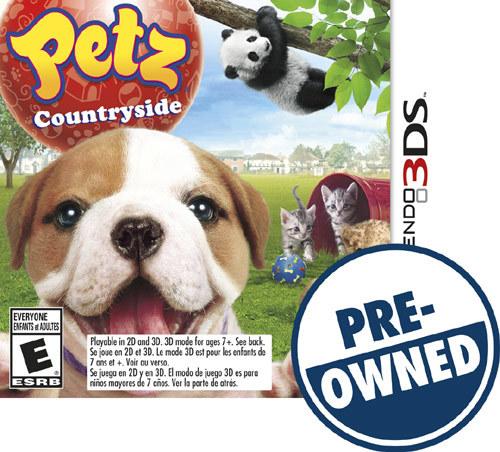 Petz
Countryside
NINTENDO 3DS™
EVERYONE
ENFANTS et ADULTES
E
ESRB
Playable in 2D and 3D. 3D mode for ages 7+. See back.
Se joue en 2D et 3D. Le mode 3D est pour les enfants de
7 ans et +. Voir au verso.
Se juega en 2D y en 3D. El modo de juego 3D es para
niños mayores de 7 años. Ver la parte de atrás.
PRE-
OWNED